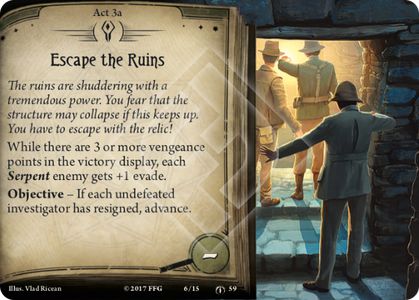 Act 3a
Escape the Ruins
The ruins are shuddering with a
tremendous power. You fear that the
structure may collapse if this keeps up.
You have to escape with the relic!
While there are 3 or more vengeance
points in the victory display, each
Serpent enemy gets +1 evade.
Objective – If each undefeated
investigator has resigned, advance.
–
Illus. Vlad Ricean
©2017 FFG
6/15
59